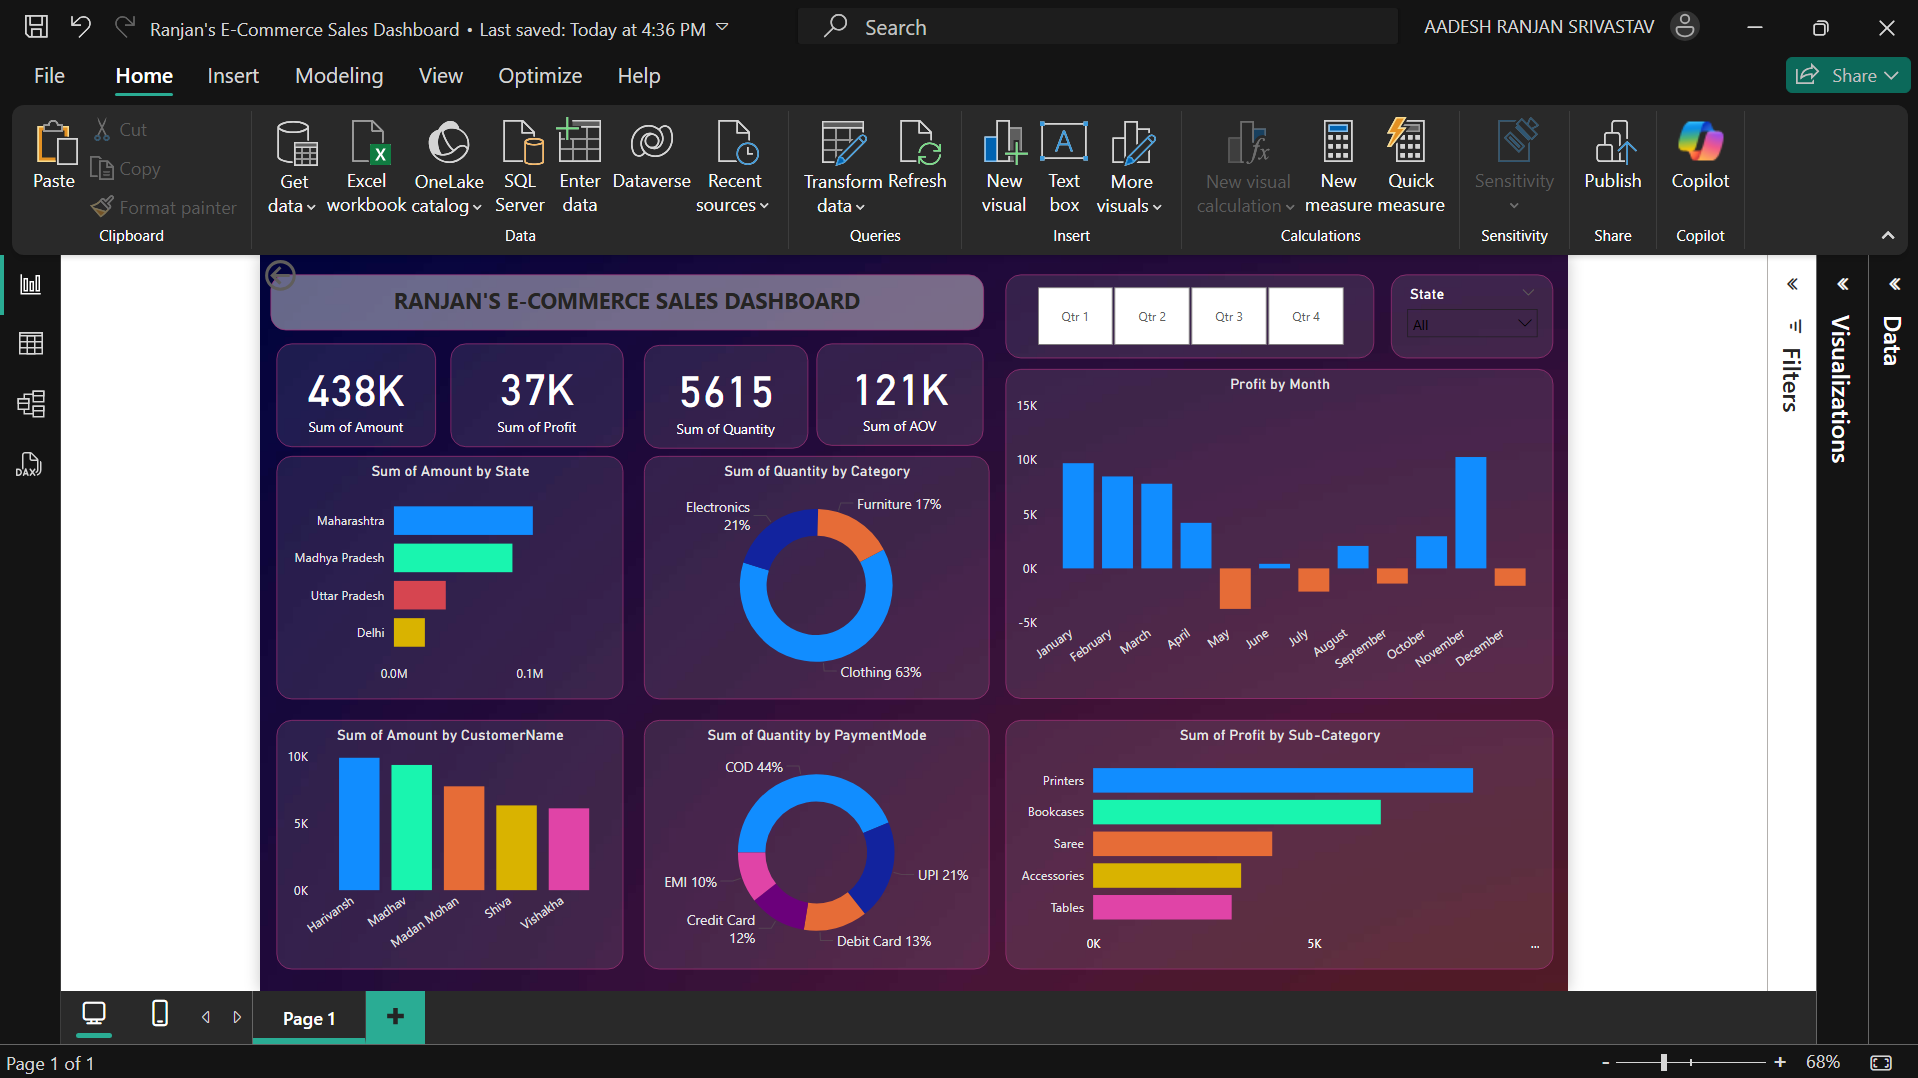 Ranjan's E-Commerce Sales Dashboard • Last saved: Today at 4:36 PM
Search
AADESH RANJAN SRIVASTAV
File Home Insert Modeling View Optimize Help
Share
Paste
Cut
Copy
Format painter
Clipboard
Get data
Excel workbook
OneLake catalog
SQL Server
Enter data
Dataverse
Recent sources
Data
Transform data
Refresh
Queries
New visual
Text box
More visuals
Insert
New visual calculation
New measure
Quick measure
Calculations
Sensitivity
Sensitivity
Publish
Share
Copilot
Copilot
DAX
RANJAN'S E-COMMERCE SALES DASHBOARD
Qtr 1
Qtr 2
Qtr 3
Qtr 4
State
All
438K
Sum of Amount
37K
Sum of Profit
5615
Sum of Quantity
121K
Sum of AOV
Sum of Amount by State
Maharashtra
Madhya Pradesh
Uttar Pradesh
Delhi
0.0M
0.1M
Sum of Quantity by Category
Electronics
21%
Furniture 17%
Clothing 63%
Profit by Month
15K
10K
5K
0K
-5K
January
February
March
April
May
June
July
August
September
October
November
December
Sum of Amount by CustomerName
10K
5K
0K
Harivansh
Madhav
Madan Mohan
Shiva
Vishakha
Sum of Quantity by PaymentMode
COD 44%
UPI 21%
EMI 10%
Credit Card
12%
Debit Card 13%
Sum of Profit by Sub-Category
Printers
Bookcases
Saree
Accessories
Tables
0K
5K
...
Filters
Visualizations
Data
Page 1
Page 1 of 1
68%